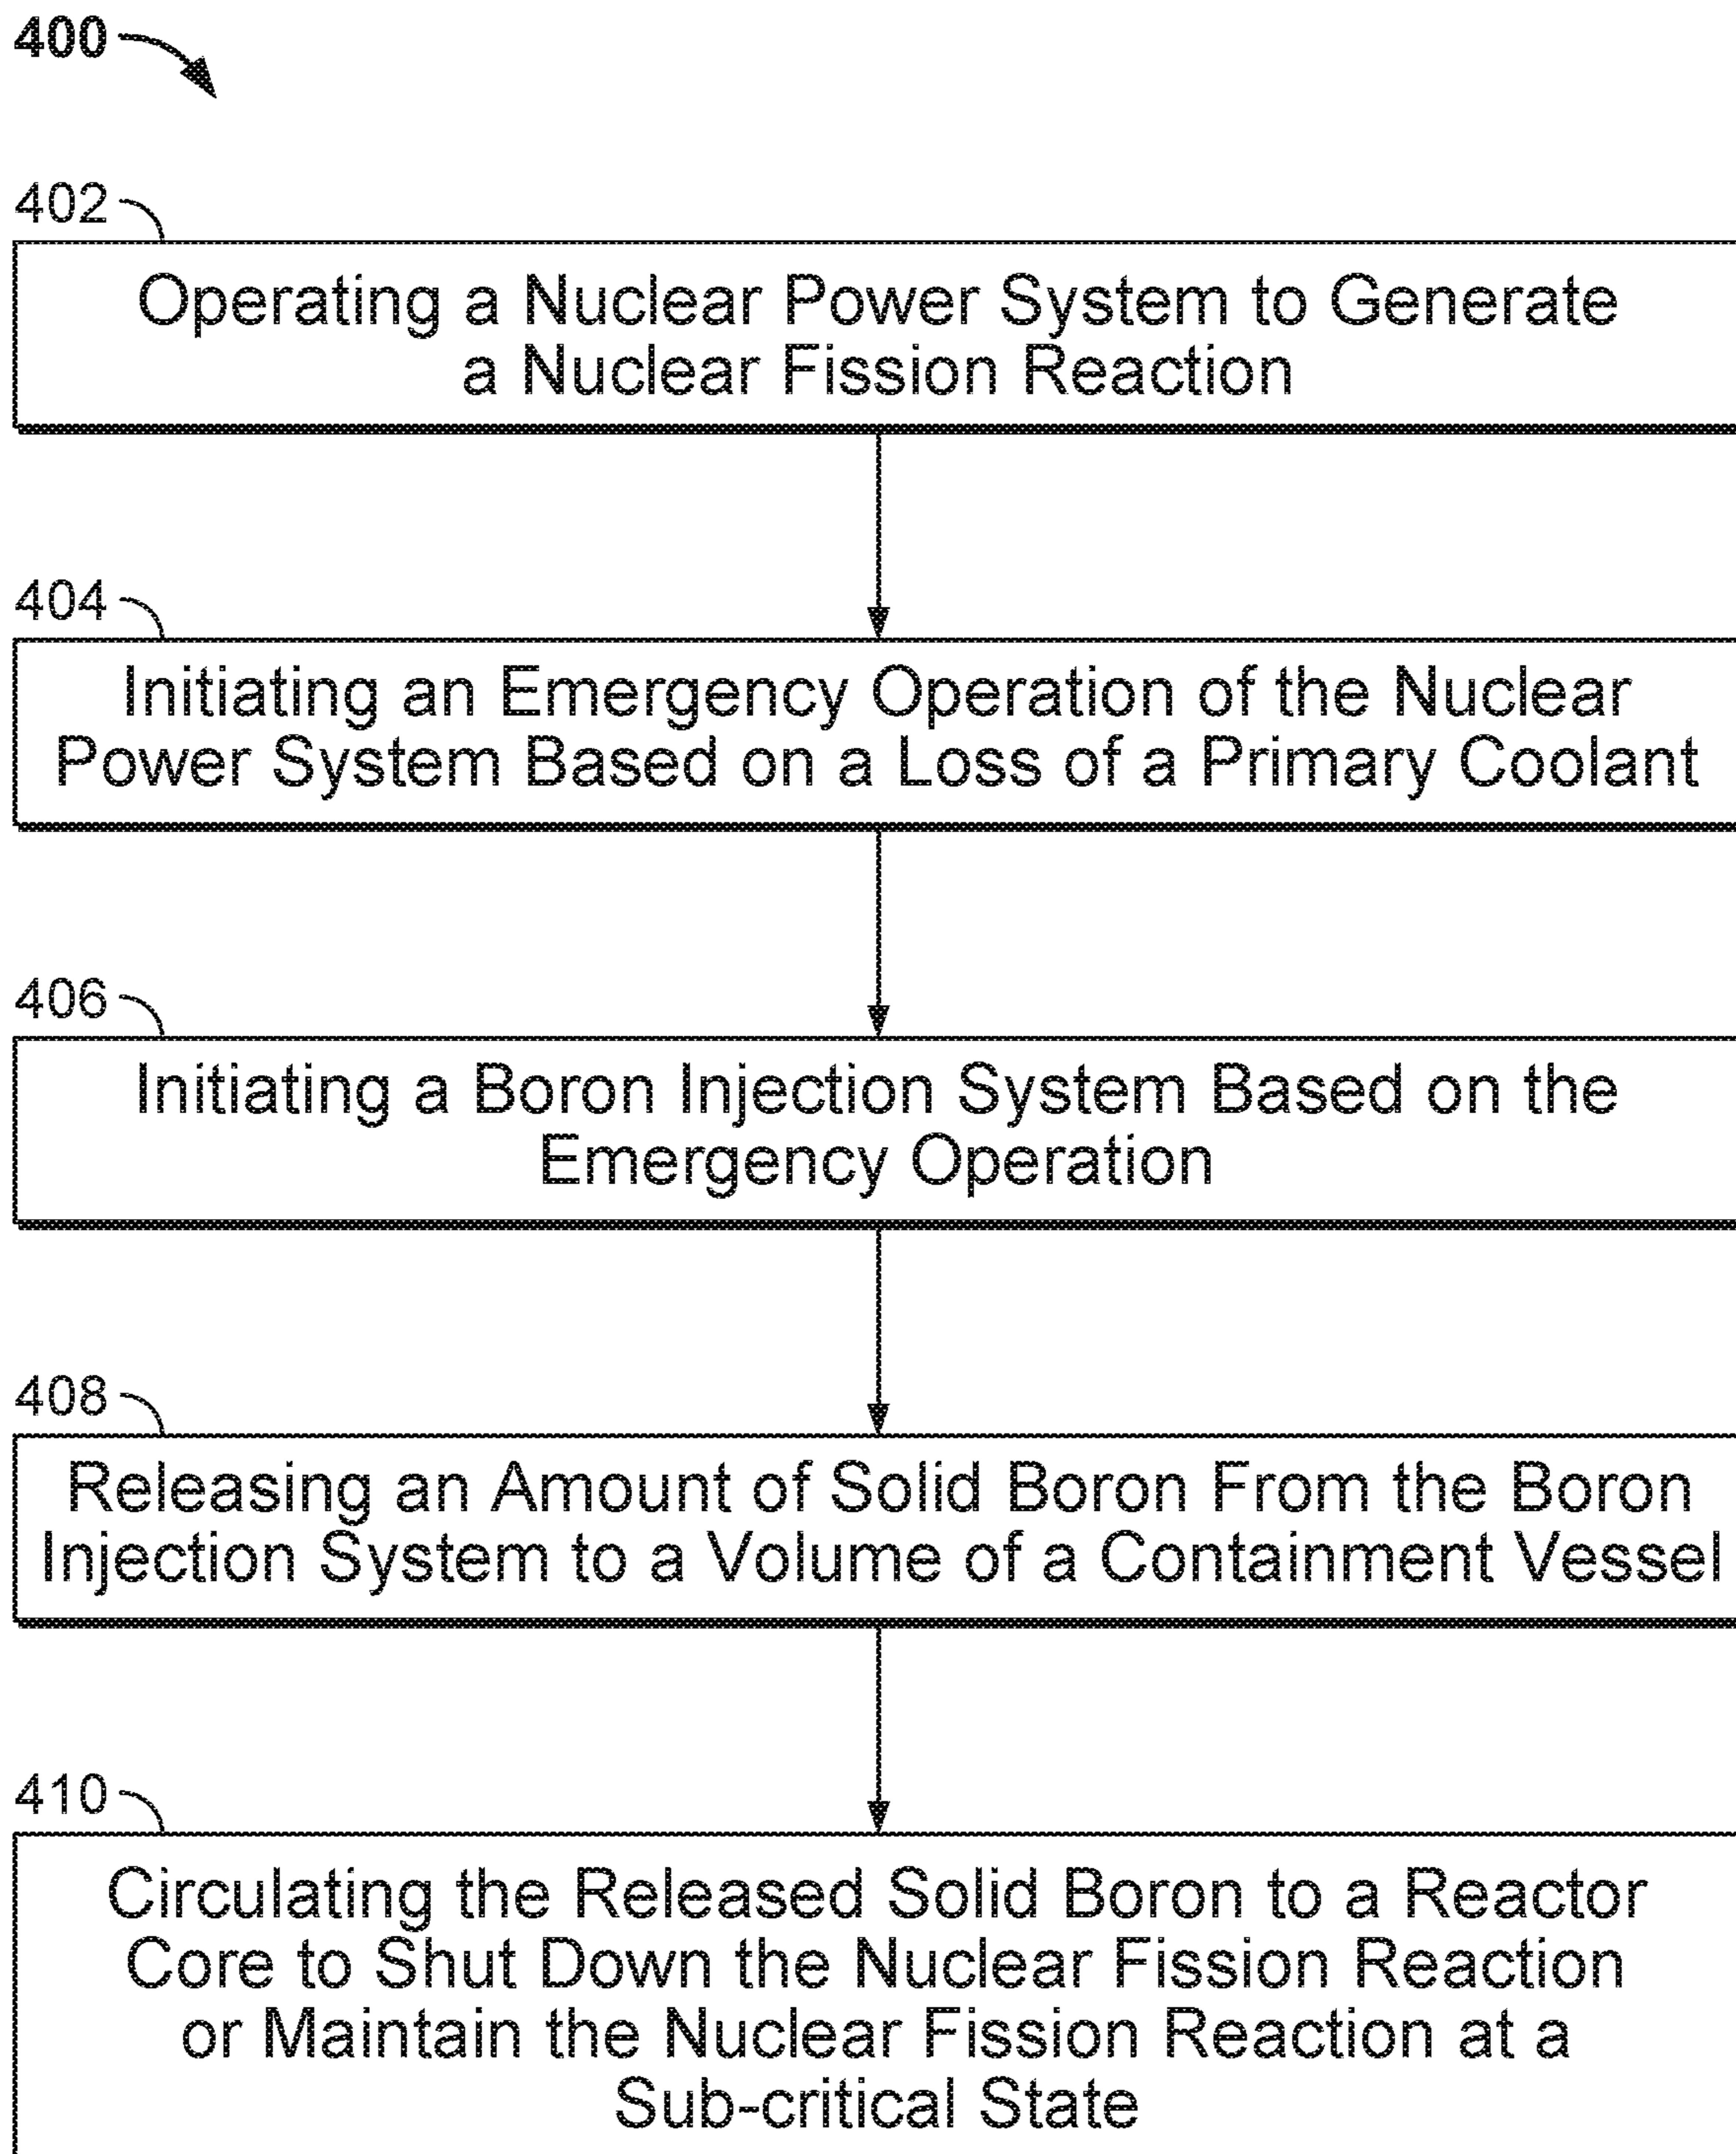 400
402
Operating a Nuclear Power System to Generate
a Nuclear Fission Reaction
404
Initiating an Emergency Operation of the Nuclear
Power System Based on a Loss of a Primary Coolant
406
Initiating a Boron Injection System Based on the
Emergency Operation
408
Releasing an Amount of Solid Boron From the Boron
Injection System to a Volume of a Containment Vessel
410
Circulating the Released Solid Boron to a Reactor
Core to Shut Down the Nuclear Fission Reaction
or Maintain the Nuclear Fission Reaction at a
Sub-critical State